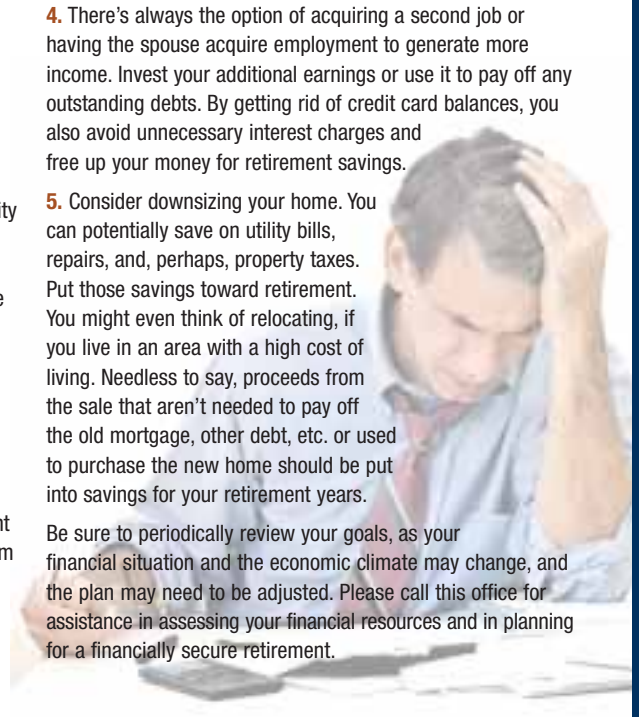 4. There's always the option of acquiring a second job or
having the spouse acquire employment to generate more
income. Invest your additional earnings or use it to pay off any
outstanding debts. By getting rid of credit card balances, you
also avoid unnecessary interest charges and
free up your money for retirement savings.
5. Consider downsizing your home. You
can potentially save on utility bills,
repairs, and, perhaps, property taxes.
Put those savings toward retirement.
You might even think of relocating, if
you live in an area with a high cost of
living. Needless to say, proceeds from
the sale that aren't needed to pay off
the old mortgage, other debt, etc. or used
to purchase the new home should be put
into savings for your retirement years.
Be sure to periodically review your goals, as your
financial situation and the economic climate may change, and
the plan may need to be adjusted. Please call this office for
assistance in assessing your financial resources and in planning
for a financially secure retirement.